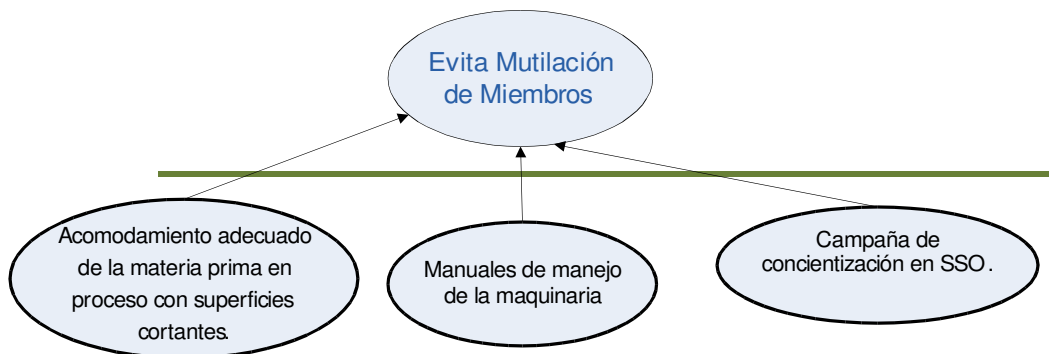 Evita Mutilación
de Miembros
Acomodamiento adecuado
de la materia prima en
proceso con superficies
cortantes.
Manuales de manejo
de la maquinaria
Campaña de
concientización en SSO.